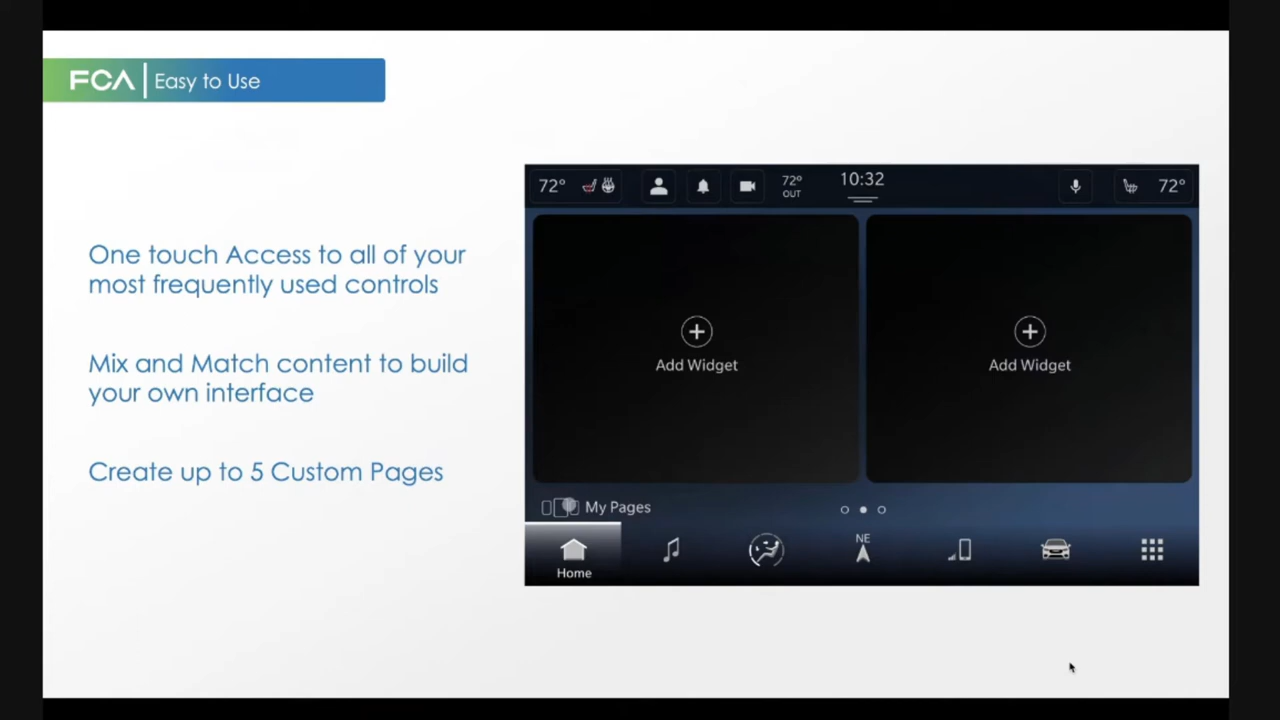 FCA Easy to Use
One touch Access to all of your
most frequently used controls
Mix and Match content to build
your own interface
Create up to 5 Custom Pages
72° 72° OUT 10:32 72°
Add Widget Add Widget
My Pages
NE
Home